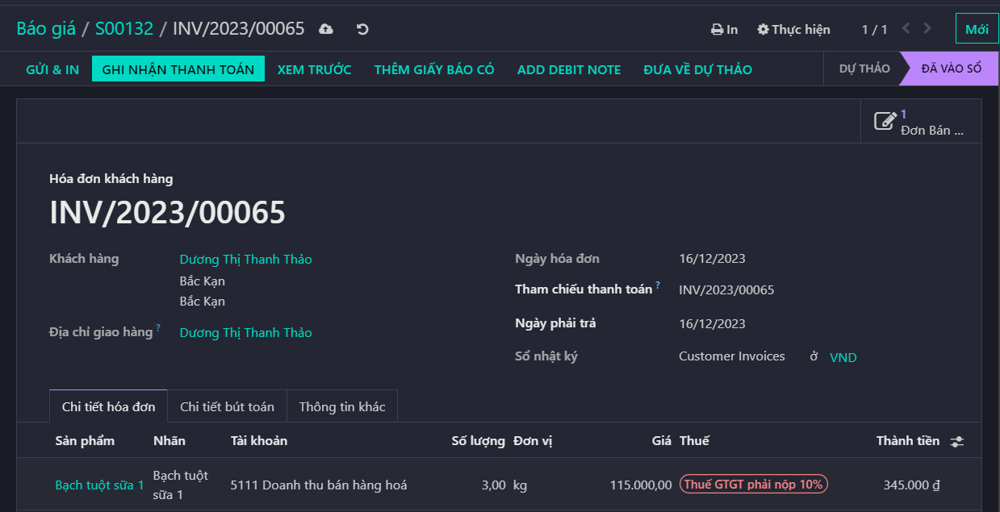 Báo giá / S00132 / INV/2023/00065
In
Thực hiện
1 / 1
Mới
GỬI & IN
GHI NHẬN THANH TOÁN
XEM TRƯỚC
THÊM GIẤY BÁO CÓ
ADD DEBIT NOTE
ĐƯA VỀ DỰ THẢO
DỰ THẢO
ĐÃ VÀO SỔ
1
Đơn Bán ...
Hóa đơn khách hàng
INV/2023/00065
Khách hàng
Dương Thị Thanh Thảo
Bắc Kạn
Bắc Kạn
Địa chỉ giao hàng ?
Dương Thị Thanh Thảo
Ngày hóa đơn
16/12/2023
Tham chiếu thanh toán ?
INV/2023/00065
Ngày phải trả
16/12/2023
Sổ nhật ký
Customer Invoices ở VND
Chi tiết hóa đơn
Chi tiết bút toán
Thông tin khác
Sản phẩm Nhãn Tài khoản Số lượng Đơn vị Giá Thuế Thành tiền
Bạch tuột sữa 1
Bạch tuột
sữa 1
5111 Doanh thu bán hàng hoá
3,00 kg
115.000,00
Thuế GTGT phải nộp 10%
345.000 ₫